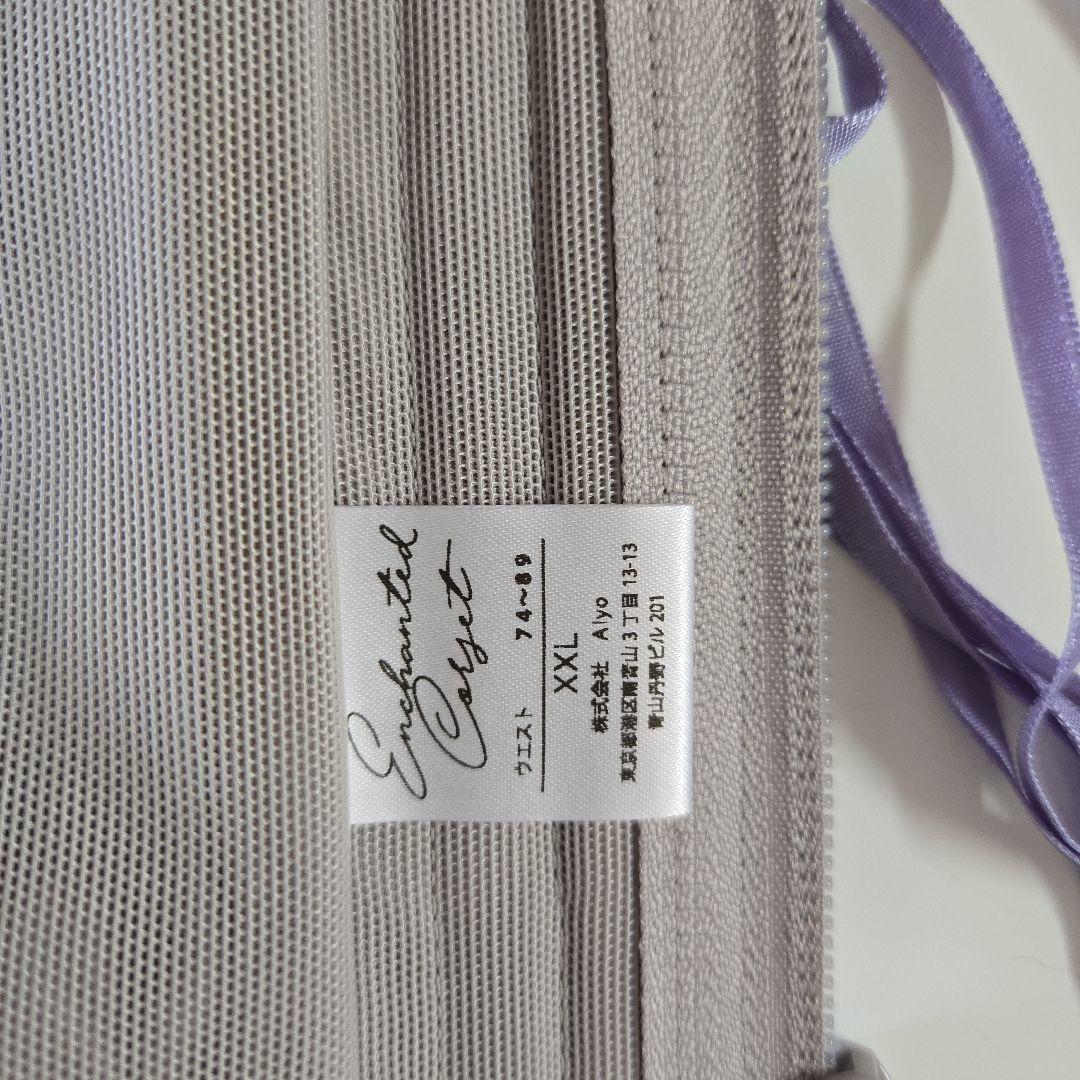 Enchanted
Corset
ウエスト 74~89
XXL
株式会社 Aiyo
東京都港区南青山3丁目13-13
青山丹野ビル201